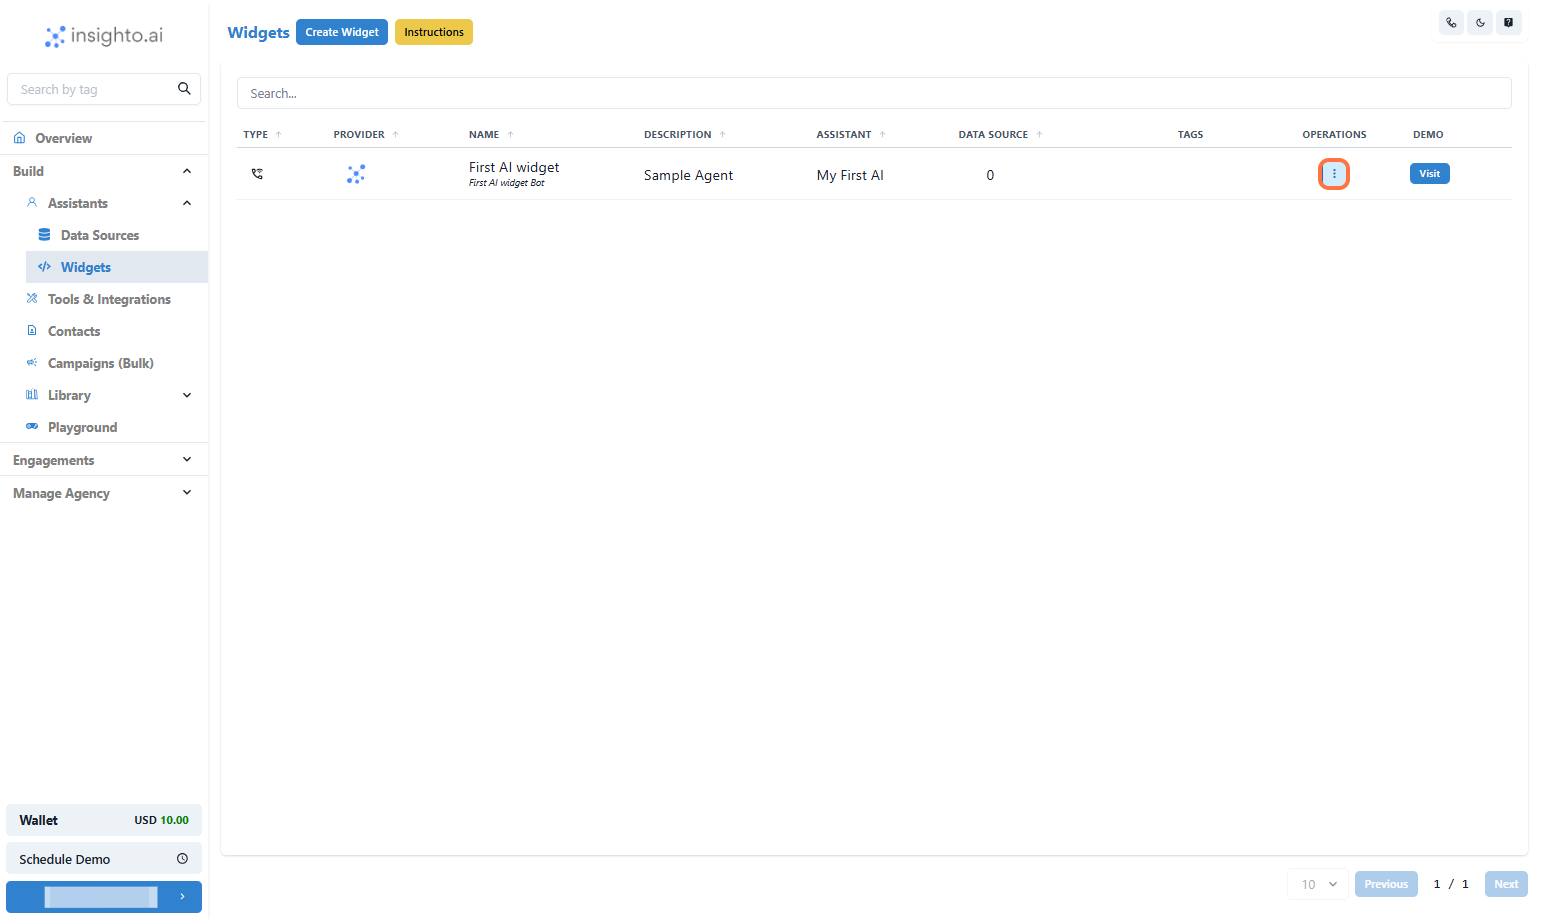 insighto.ai
Search by tag
Overview
Build
Assistants
Data Sources
Widgets
Tools & Integrations
Contacts
Campaigns (Bulk)
Library
Playground
Engagements
Manage Agency
Wallet USD 10.00
Schedule Demo
Widgets Create Widget Instructions
Search...
TYPE PROVIDER NAME DESCRIPTION ASSISTANT DATA SOURCE TAGS OPERATIONS DEMO
First AI widget Sample Agent My First AI 0 Visit
First AI widget Bot
10 Previous 1 / 1 Next